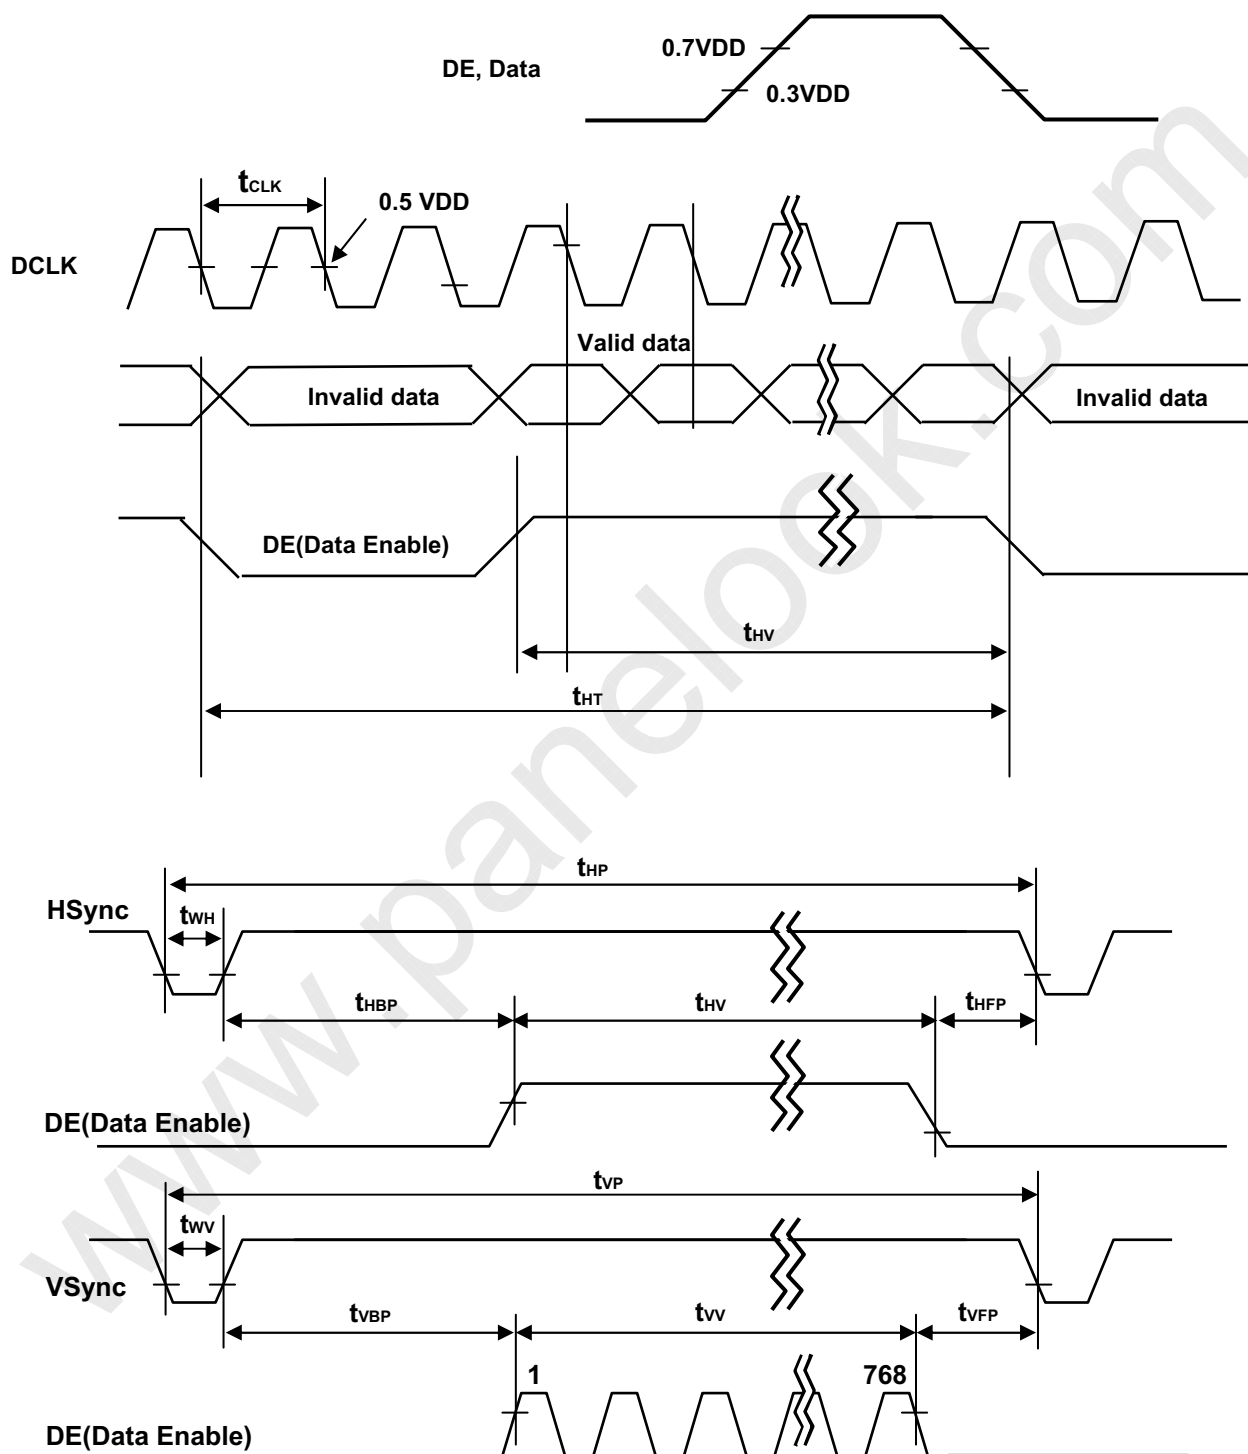 0.7VDD
DE, Data
0.3VDD
tCLK
0.5 VDD
DCLK
Valid data
Invalid data
Invalid data
DE(Data Enable)
tHV
tHT
tHP
HSync
tWH
tHBP
tHV
tHFP
DE(Data Enable)
tVP
tWV
VSync
tVBP
tVV
tVFP
1
768
DE(Data Enable)
www.panelook.com